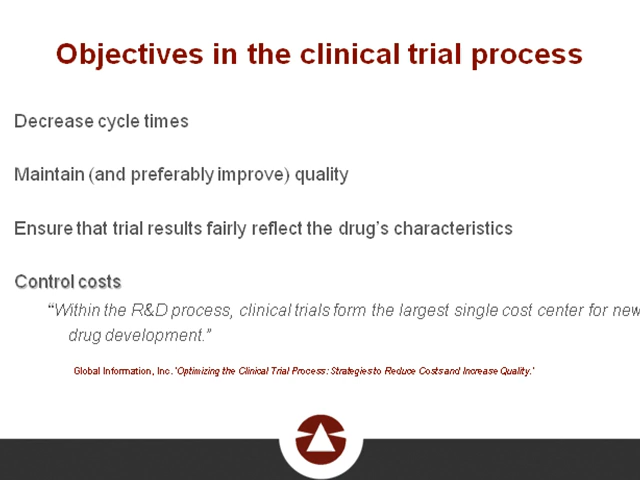 Objectives in the clinical trial process
Decrease cycle times
Maintain (and preferably improve) quality
Ensure that trial results fairly reflect the drug's characteristics
Control costs
“Within the R&D process, clinical trials form the largest single cost center for new
drug development.”
Global Information, Inc. 'Optimizing the Clinical Trial Process: Strategies to Reduce Costs and Increase Quality.'